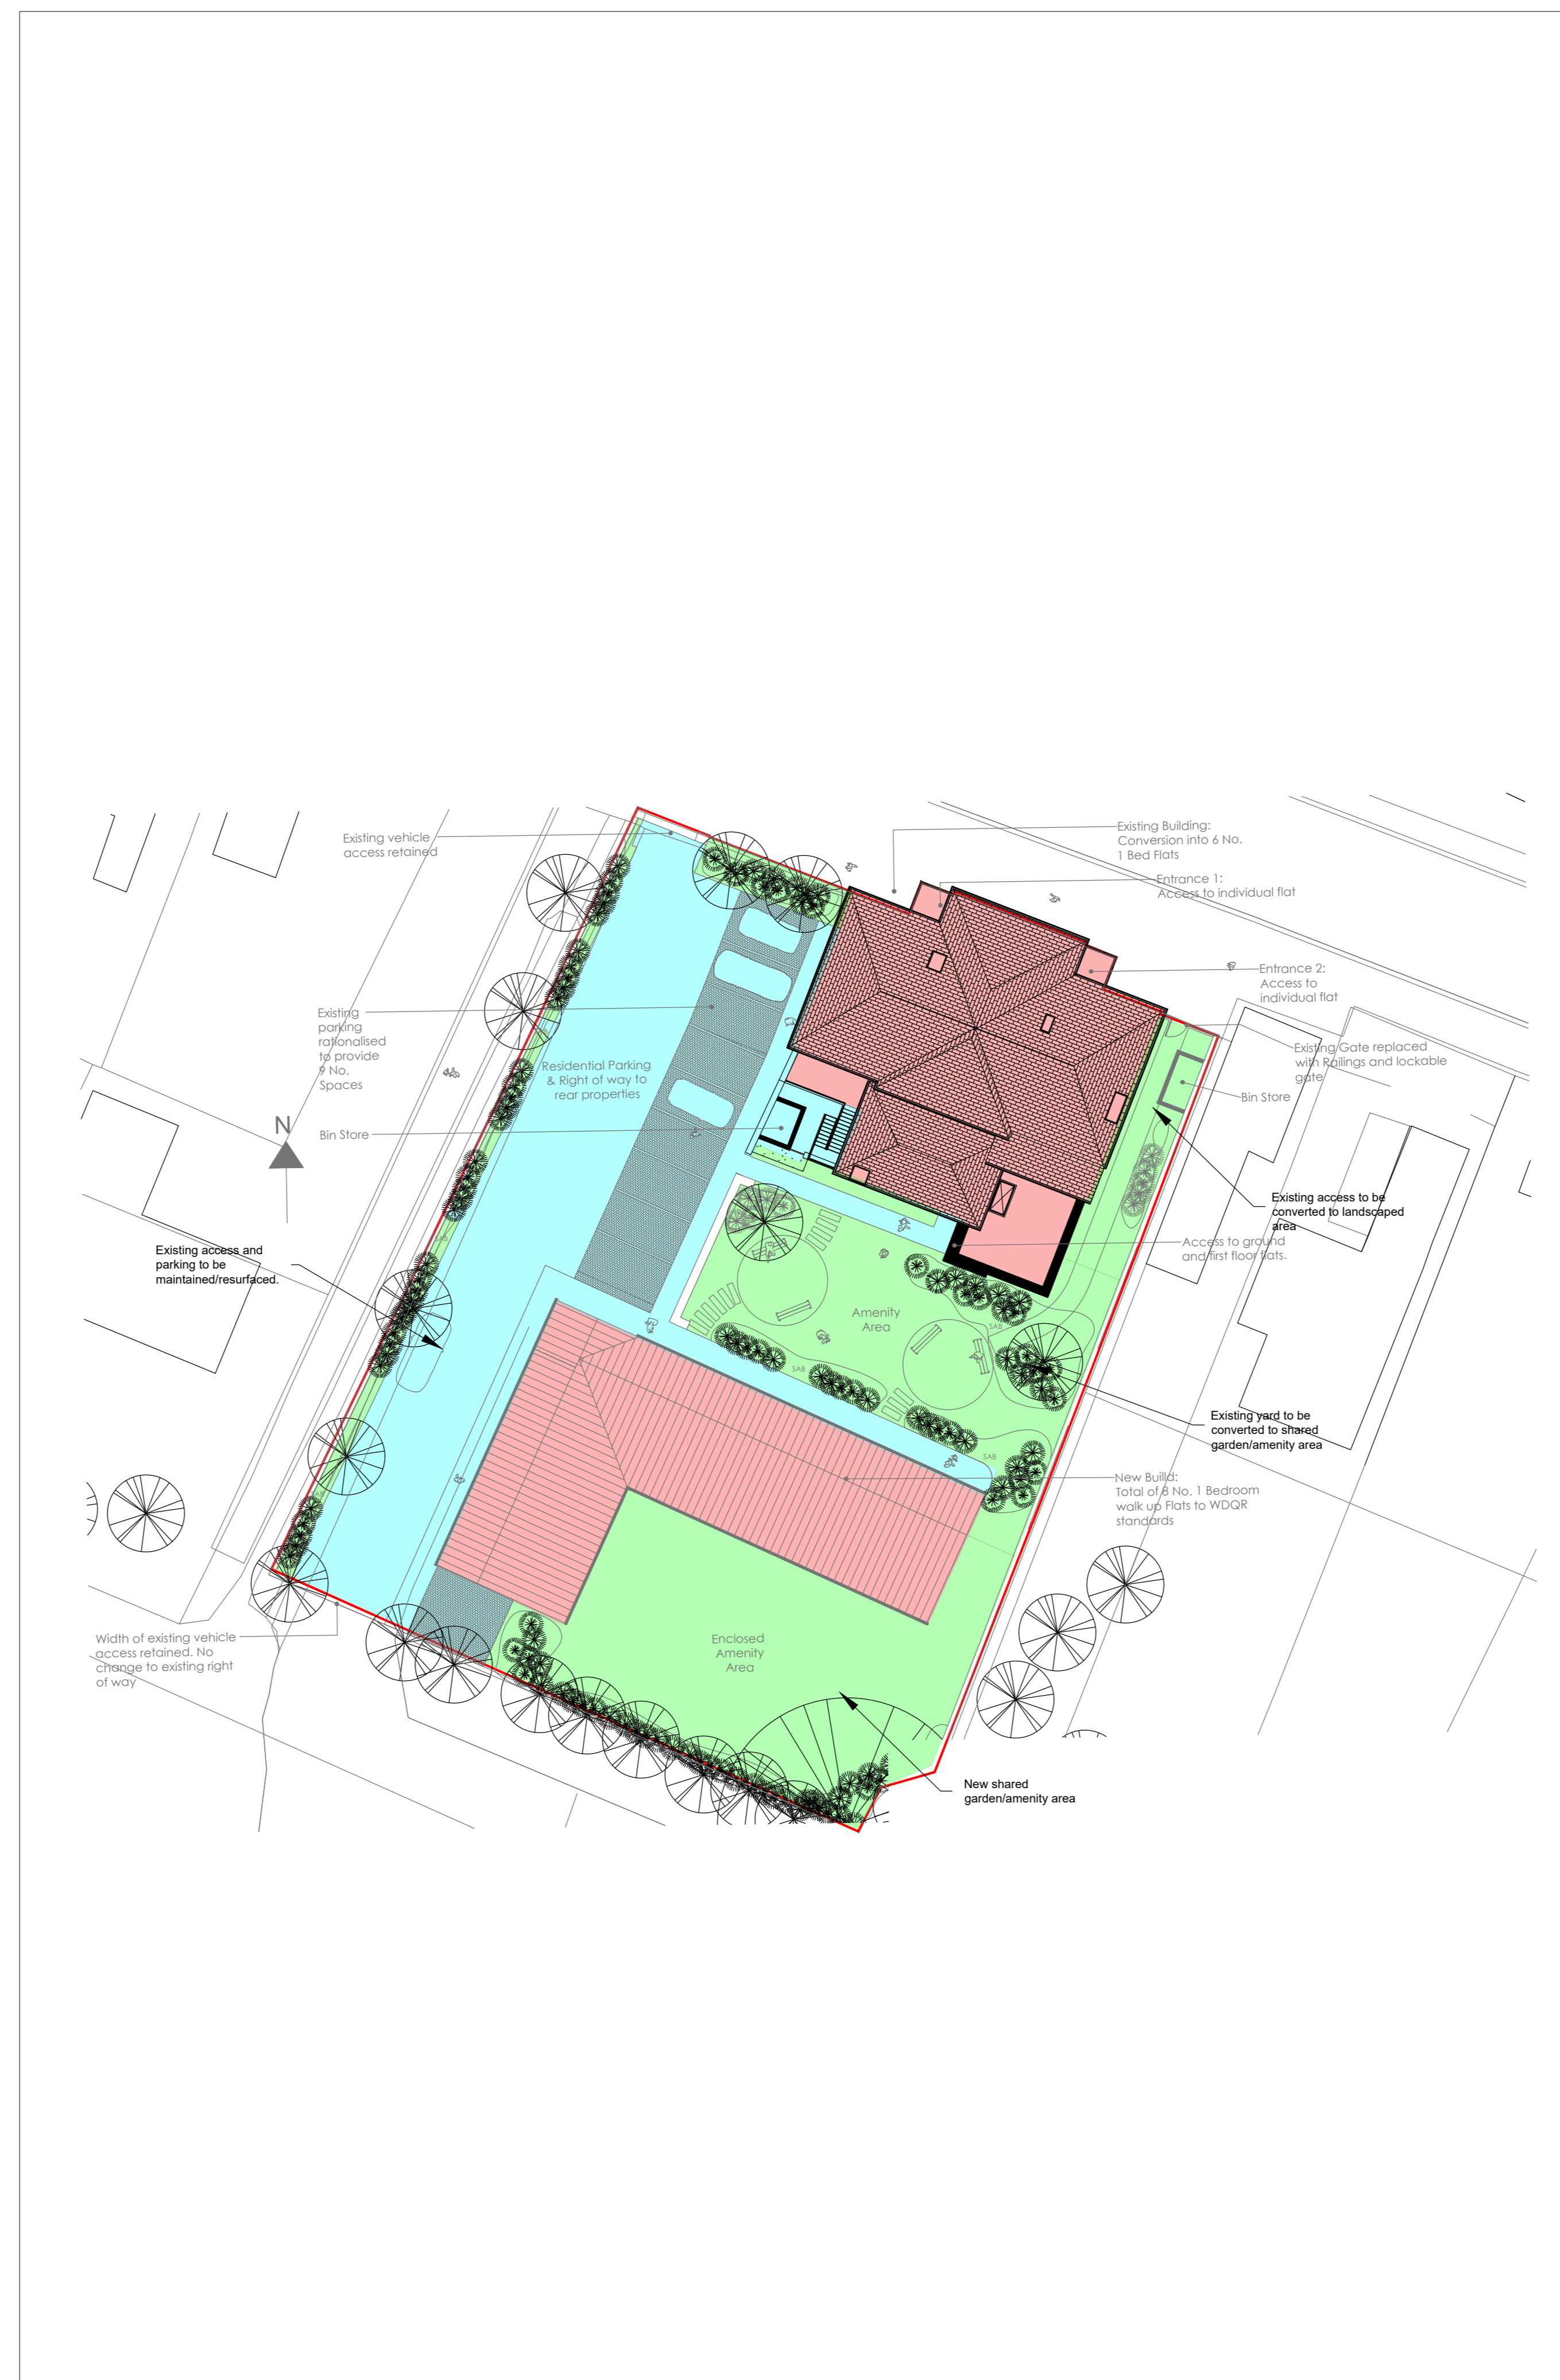 Existing vehicle
access retained
Existing Building:
Conversion into 6 No.
1 Bed Flats
Entrance 1:
Access to individual flat
Entrance 2:
Access to
individual flat
Existing
parking
rationalised
to provide
9 No.
Spaces
Residential Parking
& Right of way to
rear properties
Existing Gate replaced
with Railings and lockable
gate
Bin Store
Bin Store
N
Existing access to be
converted to landscaped
area
Access to ground
and first floor flats.
Existing access and
parking to be
maintained/resurfaced.
SAB
Amenity
Area
SAB
SAB
Existing yard to be
converted to shared
garden/amenity area
SAB
New Builld:
Total of 8 No. 1 Bedroom
walk up Flats to WDQR
standards
Width of existing vehicle
access retained. No
change to existing right
of way
Enclosed
Amenity
Area
New shared
garden/amenity area